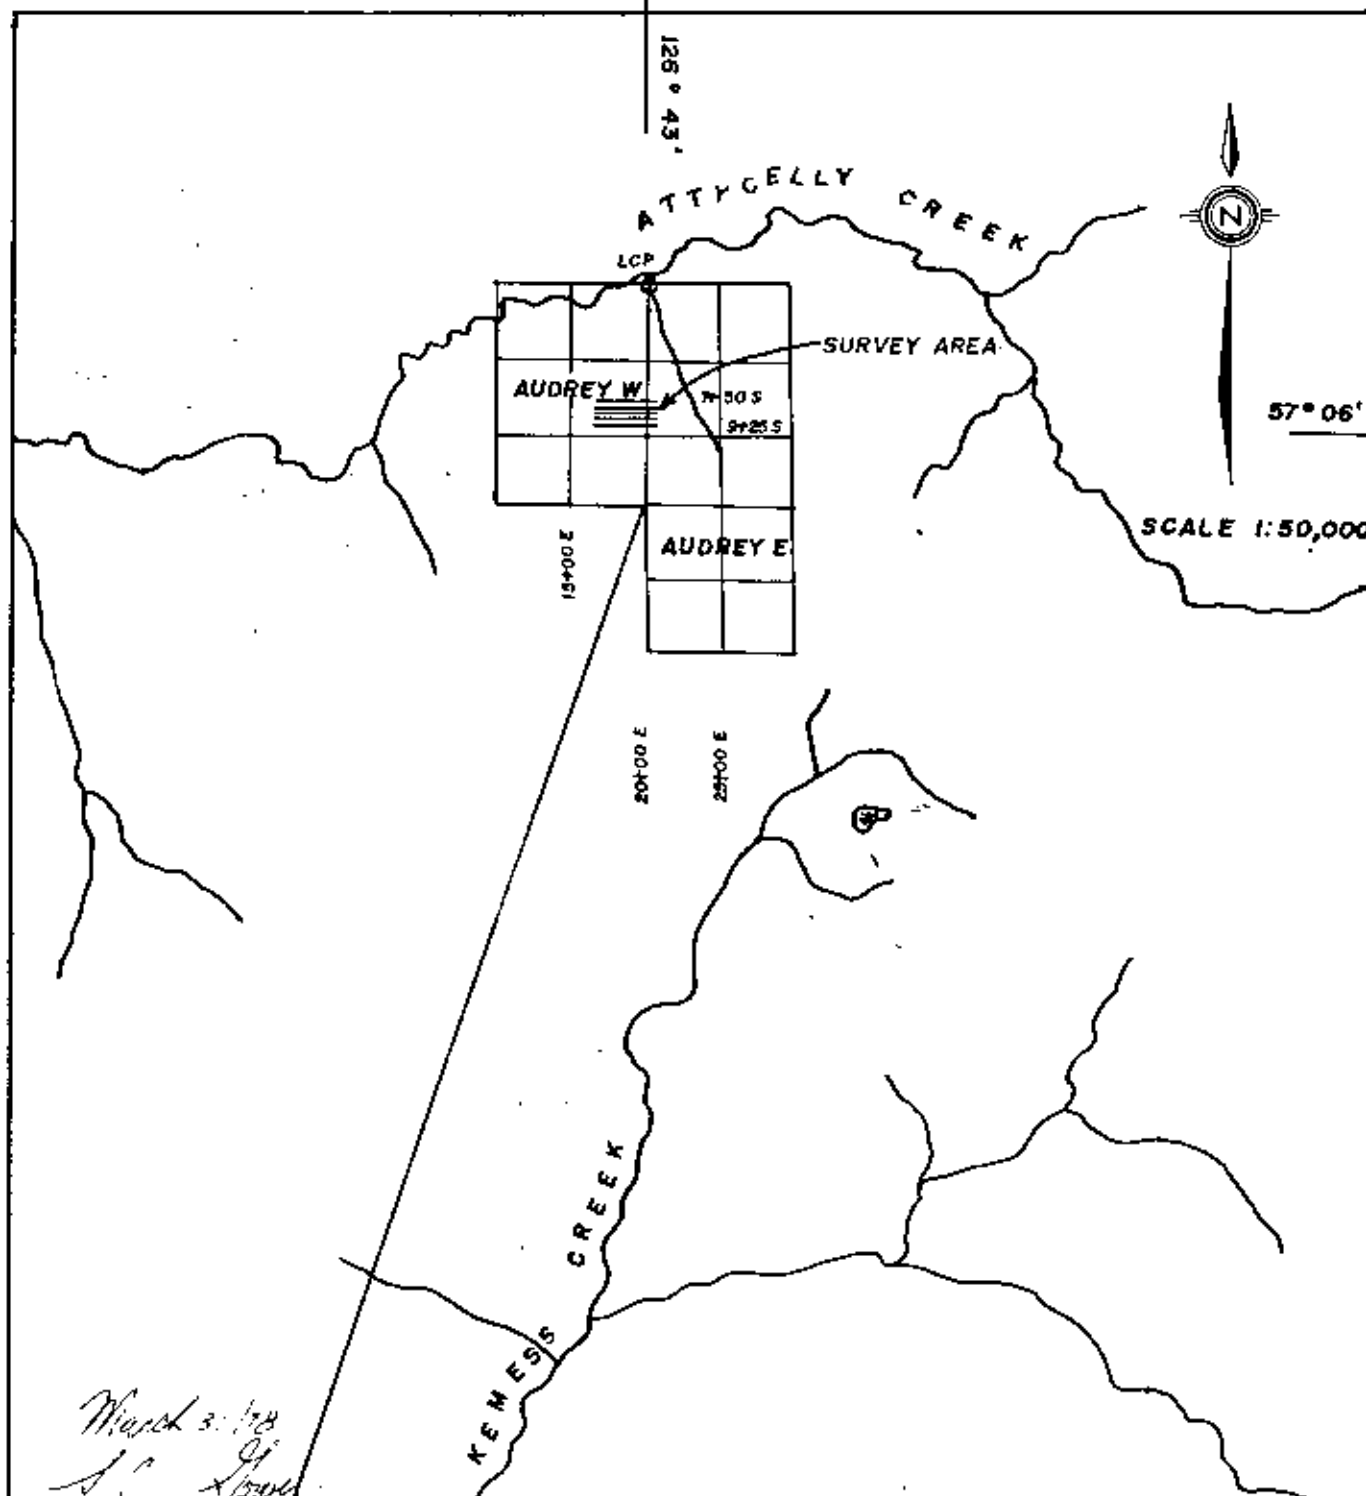 126° 43'
ATTYCELLY CREEK
N
LCP
SURVEY AREA
AUDREY W
7+50 S
57° 06'
9+25 S
SCALE 1:50,000
15+00 E
AUDREY E
20+00 E
25+00 E
KEMESS CREEK
March